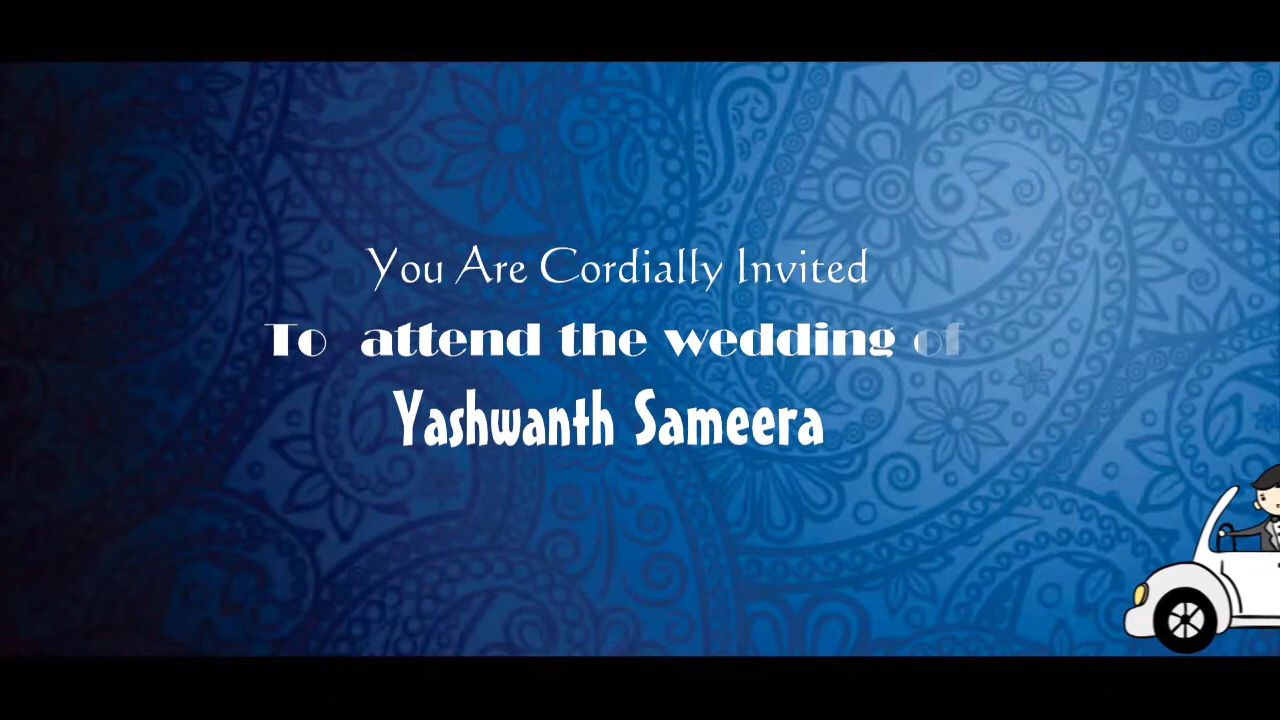 You Are Cordially Invited
To attend the wedding of
Yashwanth Sameera